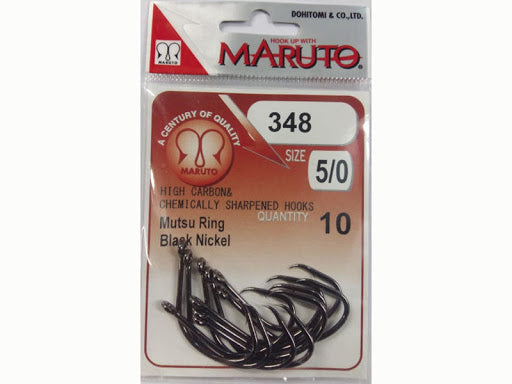 DOHITOMI & CO., LTD.
HOOK UP WITH
MARUTO®
MARUTO
A CENTURY OF QUALITY
MARUTO
348
SIZE
5/0
HIGH CARBON&
CHEMICALLY SHARPENED HOOKS
QUANTITY
10
Mutsu Ring
Black Nickel